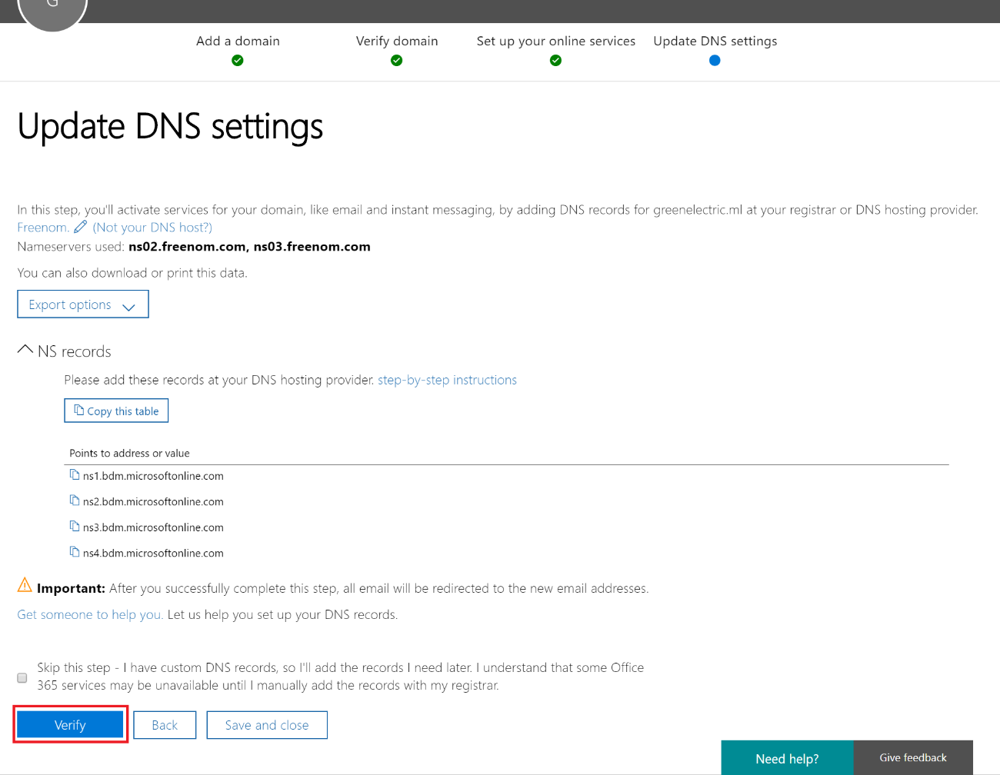 G
Add a domain
Verify domain
Set up your online services
Update DNS settings
Update DNS settings
In this step, you'll activate services for your domain, like email and instant messaging, by adding DNS records for greenelectric.ml at your registrar or DNS hosting provider.
Freenom. (Not your DNS host?)
Nameservers used: ns02.freenom.com, ns03.freenom.com
You can also download or print this data.
Export options
NS records
Please add these records at your DNS hosting provider. step-by-step instructions
Copy this table
Points to address or value
ns1.bdm.microsoftonline.com
ns2.bdm.microsoftonline.com
ns3.bdm.microsoftonline.com
ns4.bdm.microsoftonline.com
Important: After you successfully complete this step, all email will be redirected to the new email addresses.
Get someone to help you. Let us help you set up your DNS records.
Skip this step - I have custom DNS records, so I'll add the records I need later. I understand that some Office
365 services may be unavailable until I manually add the records with my registrar.
Verify
Back
Save and close
Need help?
Give feedback